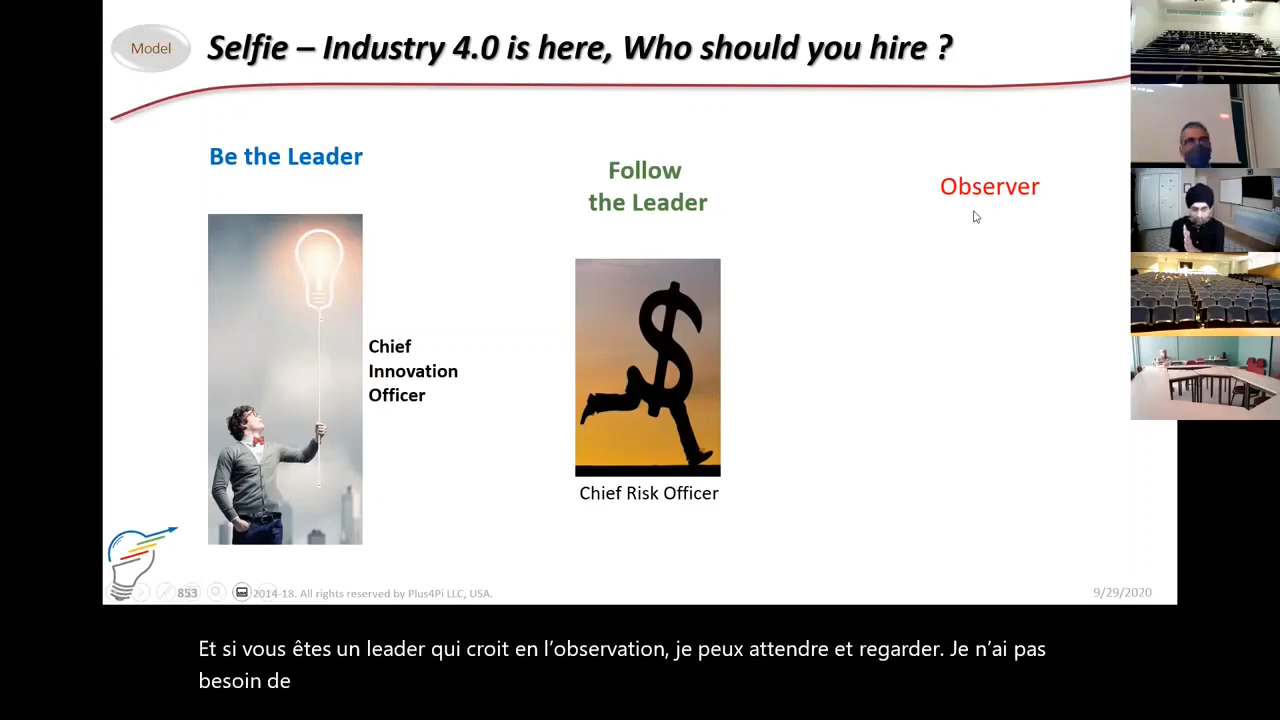 Model
Selfie – Industry 4.0 is here, Who should you hire ?
Be the Leader
Follow
the Leader
Observer
Chief
Innovation
Officer
Chief Risk Officer
853
2014-18. All rights reserved by Plus4Pi LLC, USA.
9/29/2020
Et si vous êtes un leader qui croit en l’observation, je peux attendre et regarder. Je n’ai pas
besoin de